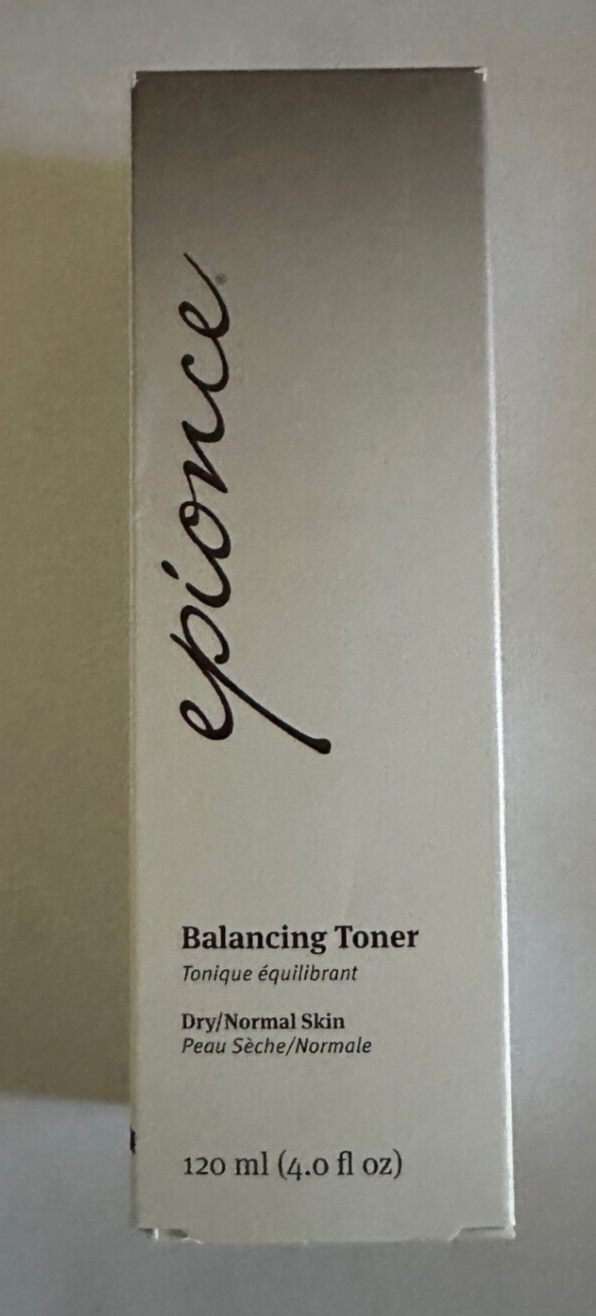 epionce®
Balancing Toner
Tonique équilibrant
Dry/Normal Skin
Peau Sèche/Normale
120 ml (4.0 fl oz)